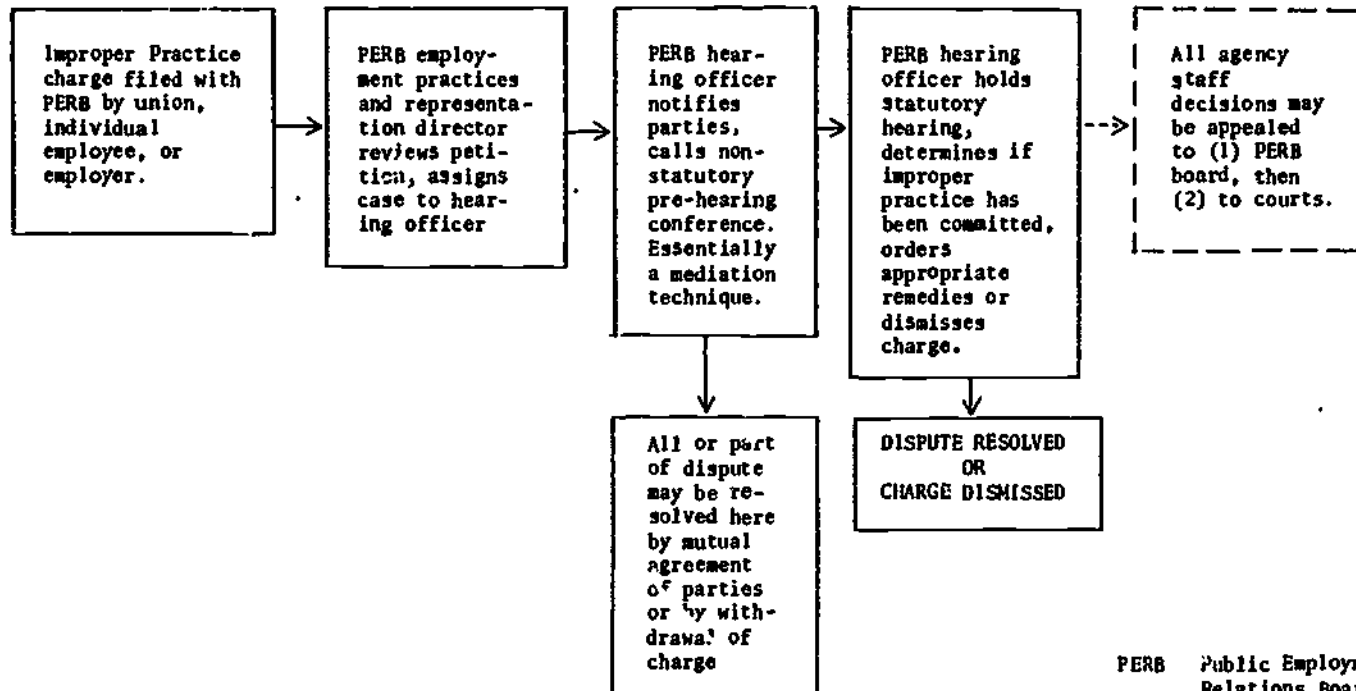 Improper Practice
charge filed with
PERB by union,
individual
employee, or
employer.
PERB employ-
ment practices
and representa-
tion director
reviews peti-
tion, assigns
case to hear-
ing officer
PERB hear-
ing officer
notifies
parties,
calls non-
statutory
pre-hearing
conference.
Essentially
a mediation
technique.
PERB hearing
officer holds
statutory
hearing,
determines if
improper
practice has
been committed,
orders
appropriate
remedies or
dismisses
charge.
All agency
staff
decisions may
be appealed
to (1) PERB
board, then
(2) to courts.
All or part
of dispute
may be re-
solved here
by mutual
agreement
of parties
or by with-
drawal of
charge
DISPUTE RESOLVED
OR
CHARGE DISMISSED
PERB Public Employm
Relations Boar